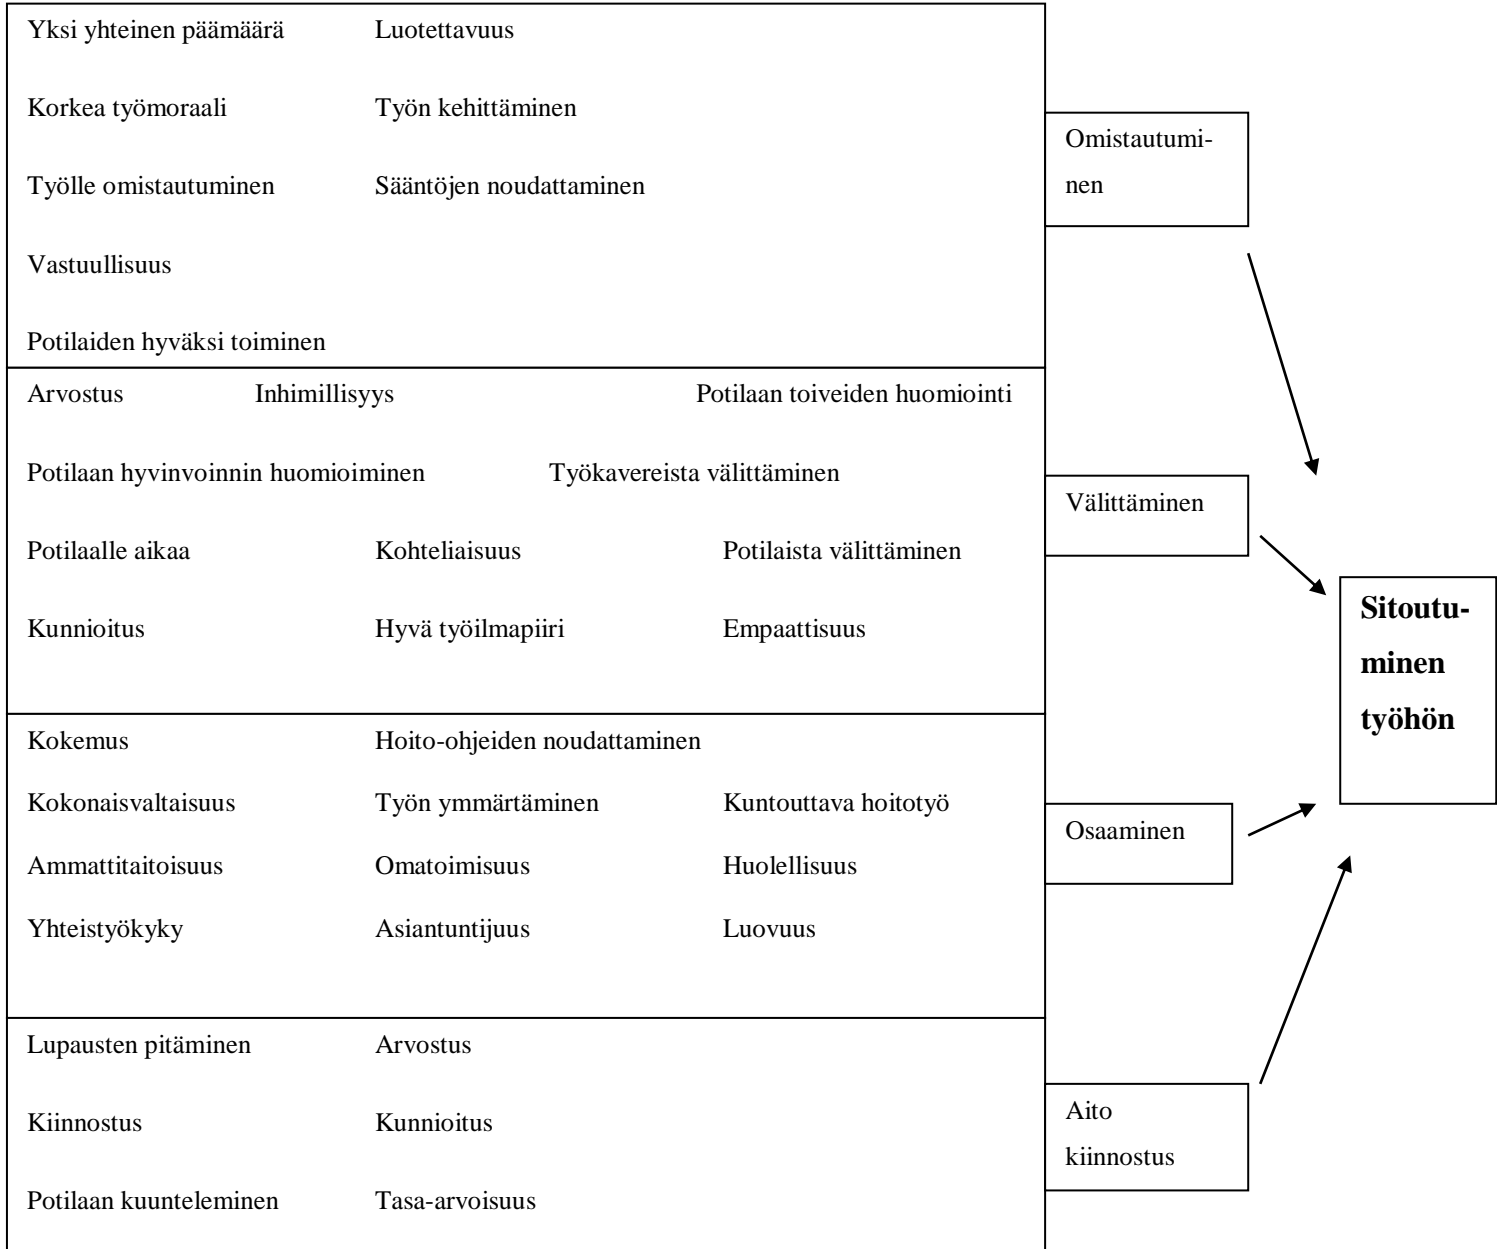 Yksi yhteinen päämäärä Luotettavuus
Korkea työmoraali Työn kehittäminen
Työlle omistautuminen Sääntöjen noudattaminen
Vastuullisuus
Potilaiden hyväksi toiminen
Omistautumi-
nen
Arvostus Inhimillisyys Potilaan toiveiden huomiointi
Potilaan hyvinvoinnin huomioiminen Työkavereista välittäminen
Potilaalle aikaa Kohteliaisuus Potilaista välittäminen
Kunnioitus Hyvä työilmapiiri Empaattisuus
Välittäminen
Kokemus Hoito-ohjeiden noudattaminen
Kokonaisvaltaisuus Työn ymmärtäminen Kuntouttava hoitotyö
Ammattitaitoisuus Omatoimisuus Huolellisuus
Yhteistyökyky Asiantuntijuus Luovuus
Osaaminen
Lupausten pitäminen Arvostus
Kiinnostus Kunnioitus
Potilaan kuunteleminen Tasa-arvoisuus
Aito
kiinnostus
Sitoutu-
minen
työhön